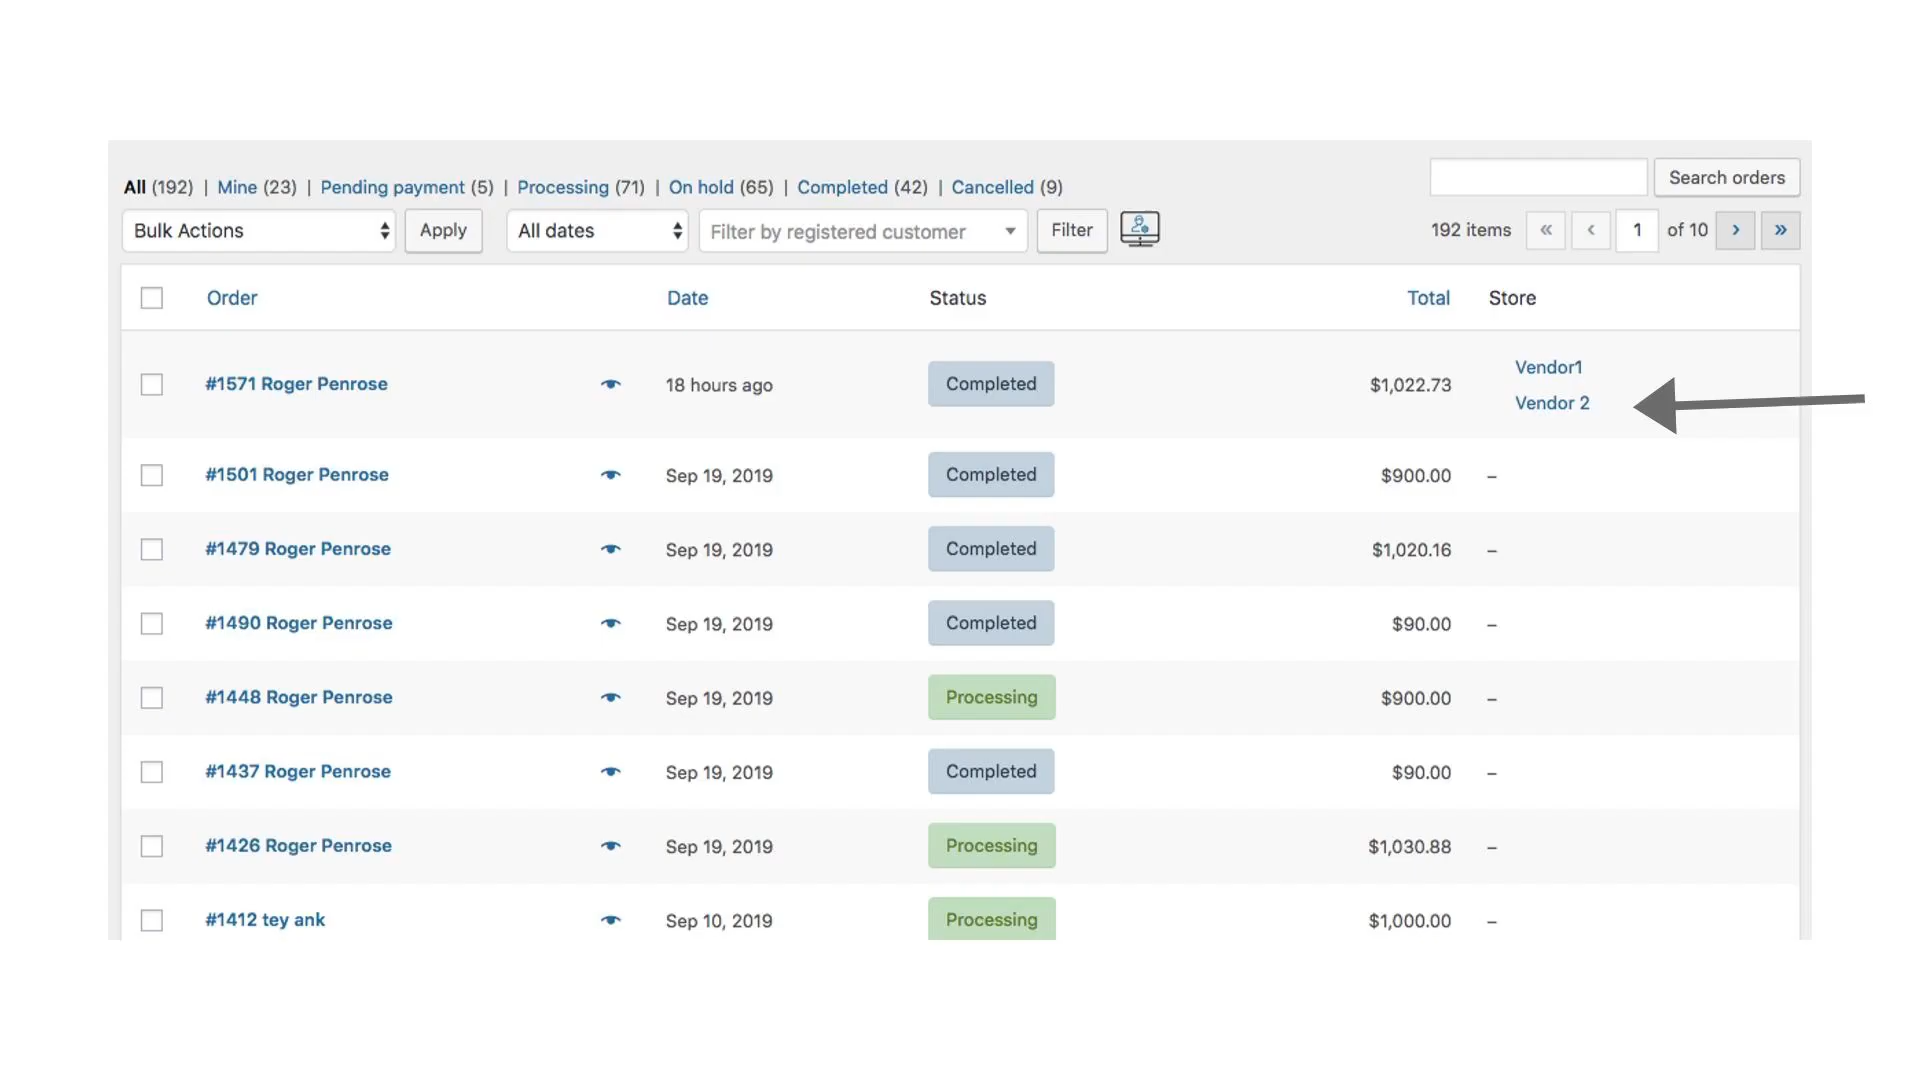 All (192) | Mine (23) | Pending payment (5) | Processing (71) | On hold (65) | Completed (42) | Cancelled (9)
Search orders
Bulk Actions Apply All dates Filter by registered customer Filter 192 items « ‹ 1 of 10 › »
Order Date Status Total Store
#1571 Roger Penrose 18 hours ago Completed $1,022.73 Vendor1
Vendor 2
#1501 Roger Penrose Sep 19, 2019 Completed $900.00 –
#1479 Roger Penrose Sep 19, 2019 Completed $1,020.16 –
#1490 Roger Penrose Sep 19, 2019 Completed $90.00 –
#1448 Roger Penrose Sep 19, 2019 Processing $900.00 –
#1437 Roger Penrose Sep 19, 2019 Completed $90.00 –
#1426 Roger Penrose Sep 19, 2019 Processing $1,030.88 –
#1412 tey ank Sep 10, 2019 Processing $1,000.00 –